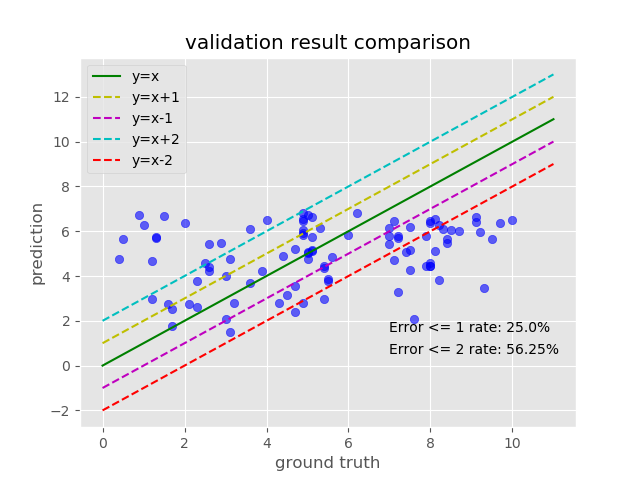 validation result comparison
y=x
y=x+1
y=x-1
y=x+2
y=x-2
12
10
8
6
4
2
0
−2
prediction
Error <= 1 rate: 25.0%
Error <= 2 rate: 56.25%
0 2 4 6 8 10
ground truth